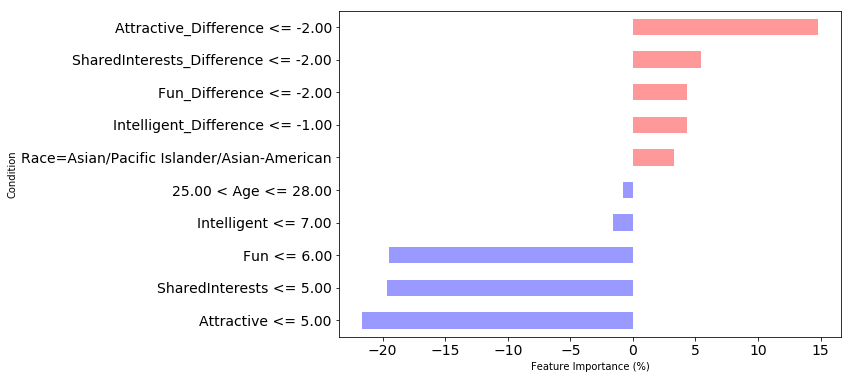 Attractive_Difference <= -2.00
SharedInterests_Difference <= -2.00
Fun_Difference <= -2.00
Intelligent_Difference <= -1.00
Race=Asian/Pacific Islander/Asian-American
25.00 < Age <= 28.00
Intelligent <= 7.00
Fun <= 6.00
SharedInterests <= 5.00
Attractive <= 5.00
Condition
−20 −15 −10 −5 0 5 10 15
Feature Importance (%)